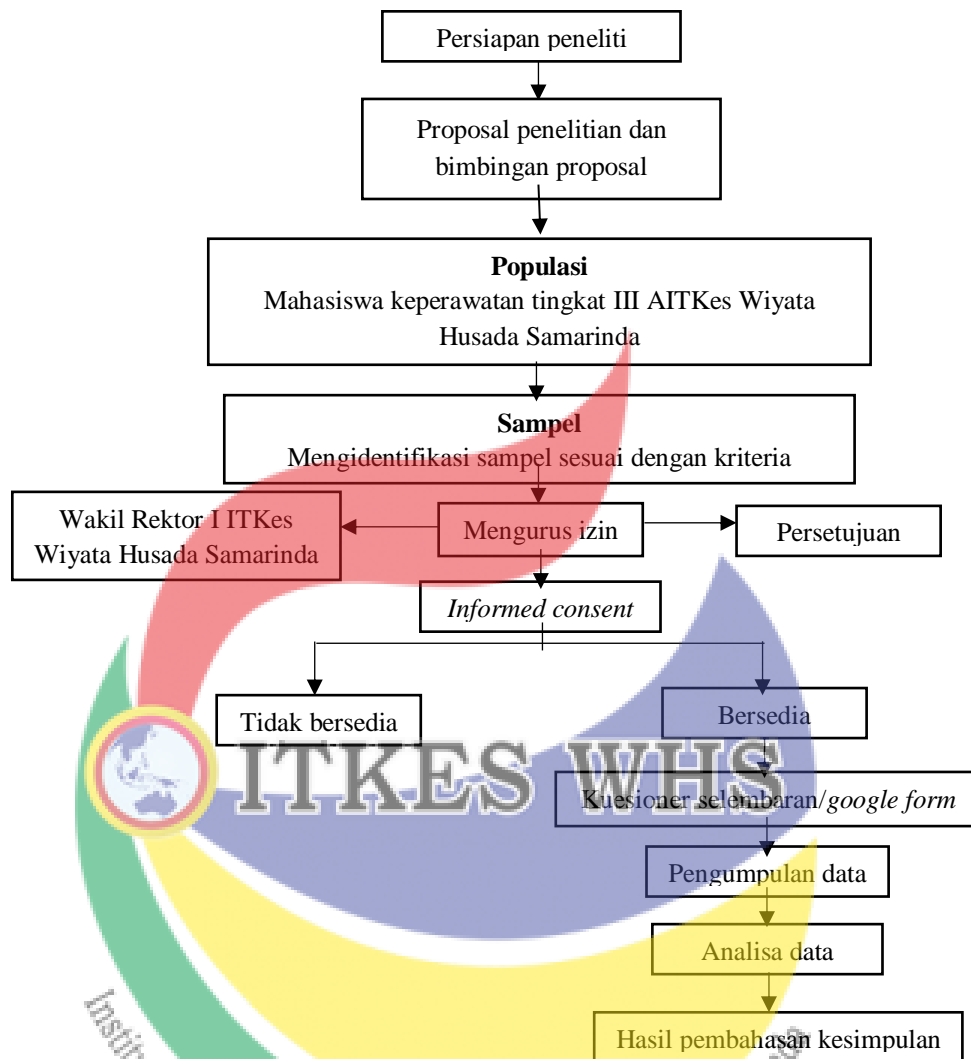 Persiapan peneliti
Proposal penelitian dan
bimbingan proposal
Populasi
Mahasiswa keperawatan tingkat III AITKes Wiyata
Husada Samarinda
Sampel
Mengidentifikasi sampel sesuai dengan kriteria
Wakil Rektor I ITKes
Wiyata Husada Samarinda
Mengurus izin
Persetujuan
Informed consent
Tidak bersedia
Bersedia
ITKES WHS
Kuesioner selembaran/google form
Pengumpulan data
Analisa data
Hasil pembahasan kesimpulan